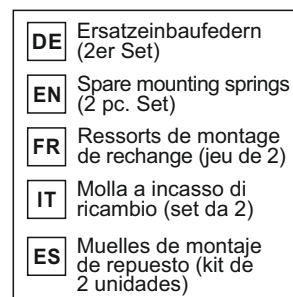 DE Ersatzeinbaufedern
(2er Set)
EN Spare mounting springs
(2 pc. Set)
FR Ressorts de montage
de rechange (jeu de 2)
IT Molla a incasso di
ricambio (set da 2)
ES Muelles de montaje
de repuesto (kit de
2 unidades)